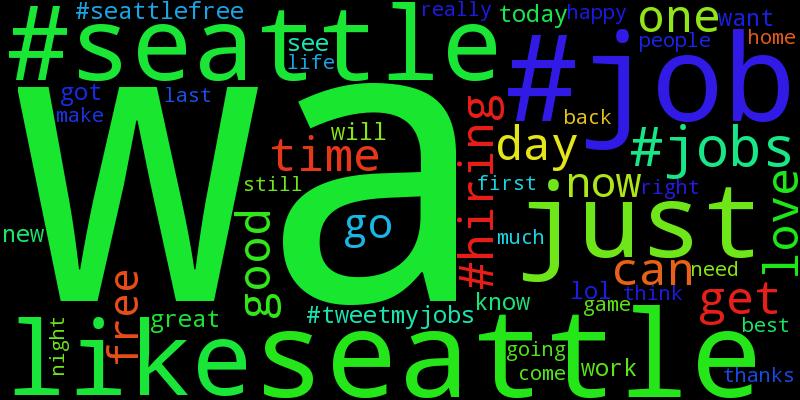 #seattlefree
really
today
happy
one
want
#seattle
see
life
people
home
#job
got
last
make
wa
back
will
time
#hiring
day
#jobs
still
first
now
right
love
go
good
just
new
much
free
can
need
great
#tweetmyjobs
know
lol
think
game
get
best
night
like
seattle
going
come
work
thanks